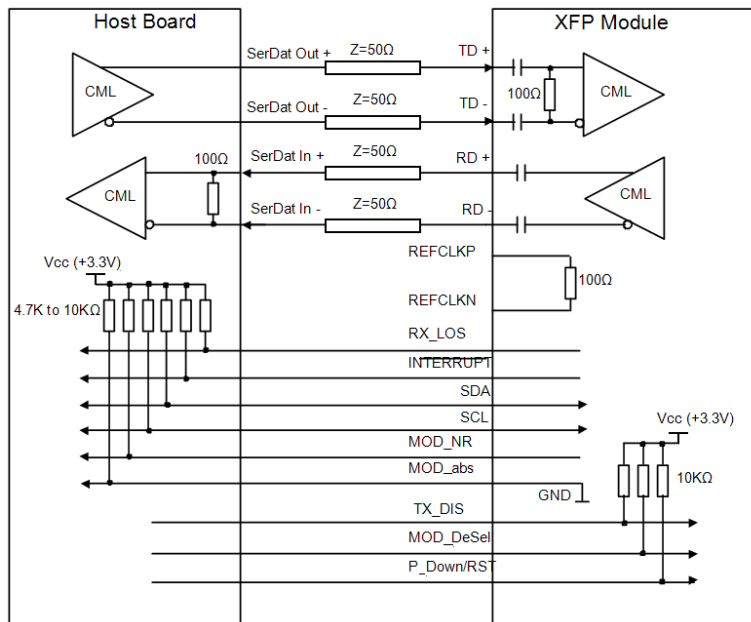 Host Board
XFP Module
SerDat Out +
Z=50Ω
TD +
CML
100Ω
CML
SerDat Out -
Z=50Ω
TD -
SerDat In +
Z=50Ω
RD +
100Ω
CML
CML
SerDat In -
Z=50Ω
RD -
REFCLKP
Vcc (+3.3V)
100Ω
4.7K to 10KΩ
REFCLKN
RX_LOS
INTERRUPT
SDA
SCL
Vcc (+3.3V)
MOD_NR
MOD_abs
10KΩ
GND
TX_DIS
MOD_DeSel
P_Down/RST